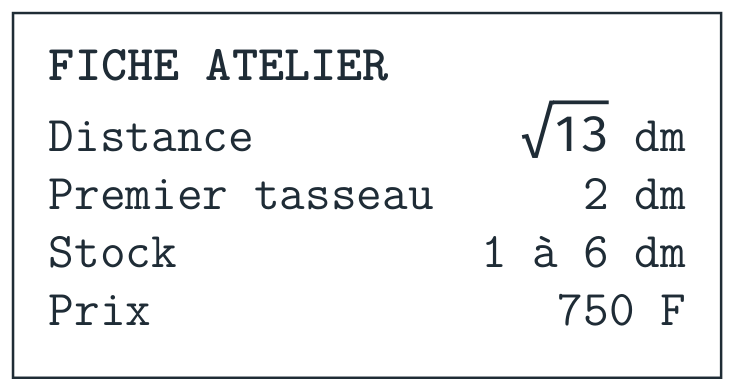 FICHE ATELIER
Distance √13 dm
Premier tasseau 2 dm
Stock 1 à 6 dm
Prix 750 F